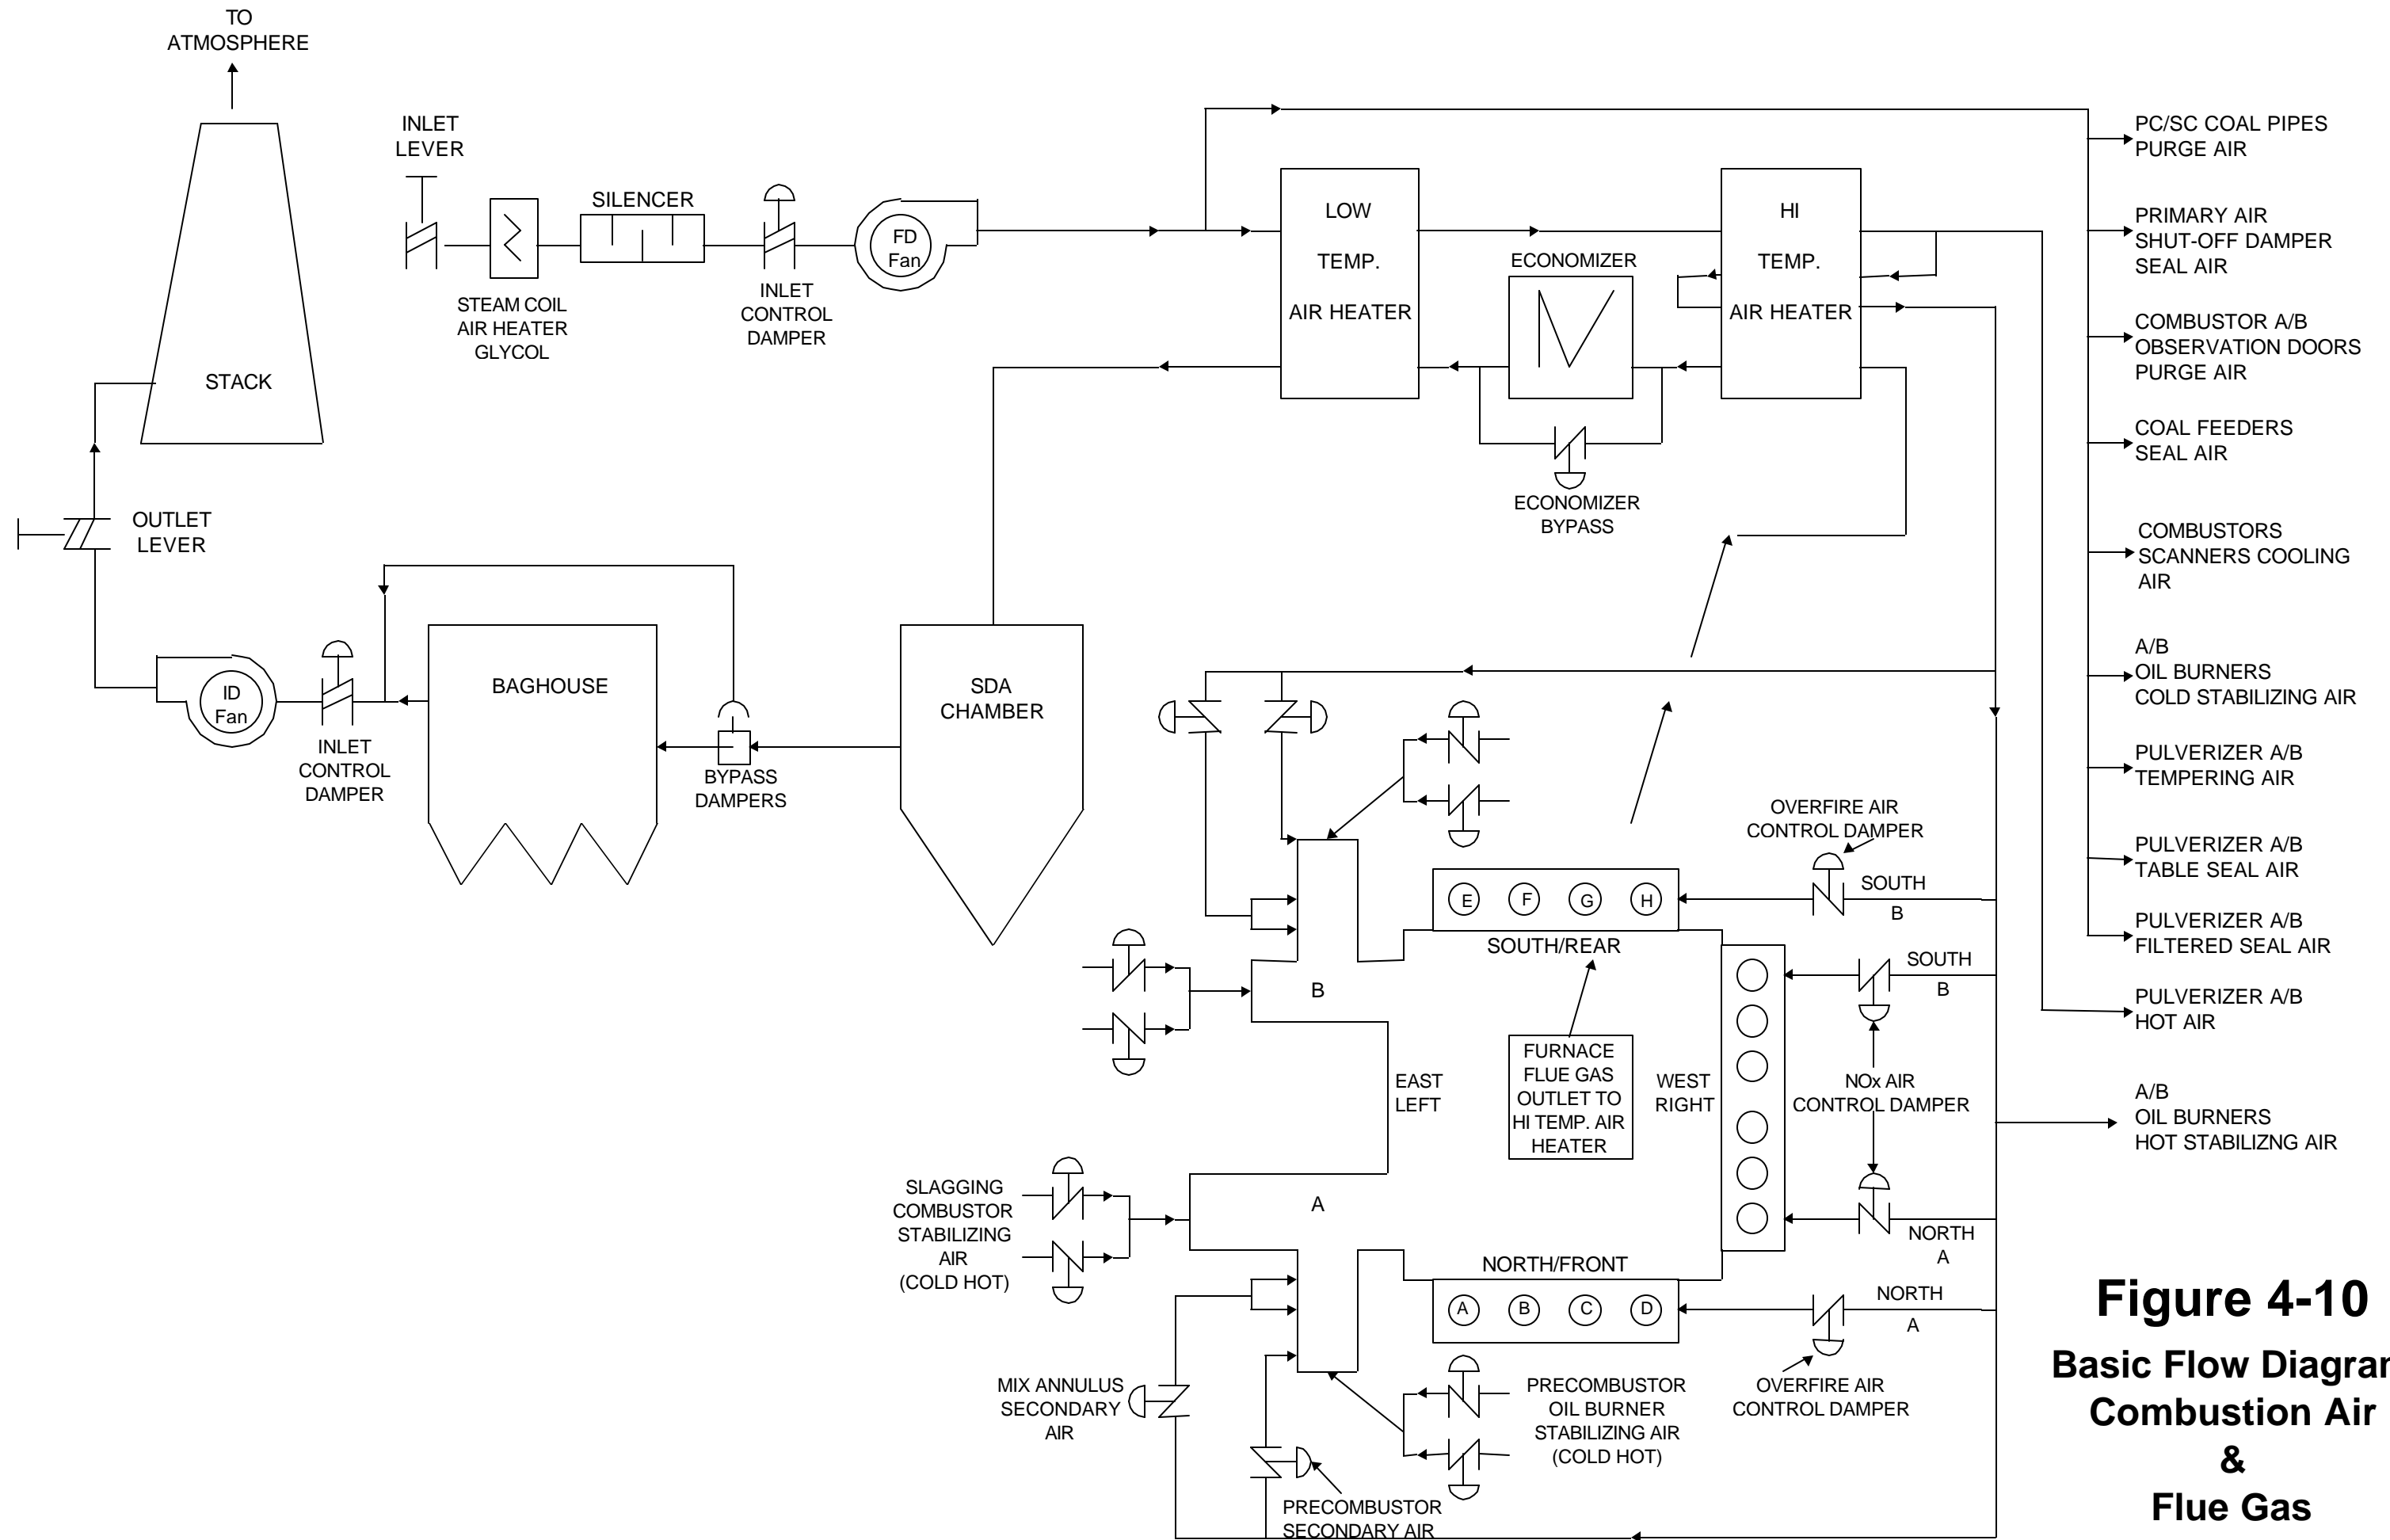 TO
ATMOSPHERE
STACK
INLET
LEVER
STEAM COIL
AIR HEATER
GLYCOL
SILENCER
INLET
CONTROL
DAMPER
FD
Fan
LOW
TEMP.
AIR HEATER
ECONOMIZER
ECONOMIZER
BYPASS
HI
TEMP.
AIR HEATER
PC/SC COAL PIPES
PURGE AIR
PRIMARY AIR
SHUT-OFF DAMPER
SEAL AIR
COMBUSTOR A/B
OBSERVATION DOORS
PURGE AIR
COAL FEEDERS
SEAL AIR
COMBUSTORS
SCANNERS COOLING
AIR
A/B
OIL BURNERS
COLD STABILIZING AIR
PULVERIZER A/B
TEMPERING AIR
PULVERIZER A/B
TABLE SEAL AIR
PULVERIZER A/B
FILTERED SEAL AIR
PULVERIZER A/B
HOT AIR
A/B
OIL BURNERS
HOT STABILIZNG AIR
OUTLET
LEVER
ID
Fan
INLET
CONTROL
DAMPER
BAGHOUSE
BYPASS
DAMPERS
SDA
CHAMBER
OVERFIRE AIR
CONTROL DAMPER
SOUTH
B
E F G H
SOUTH/REAR
SOUTH
B
B
EAST
LEFT
FURNACE
FLUE GAS
OUTLET TO
HI TEMP. AIR
HEATER
WEST
RIGHT
NOx AIR
CONTROL DAMPER
SLAGGING
COMBUSTOR
STABILIZING
AIR
(COLD HOT)
A
NORTH
A
NORTH/FRONT
A B C D
NORTH
A
MIX ANNULUS
SECONDARY
AIR
PRECOMBUSTOR
OIL BURNER
STABILIZING AIR
(COLD HOT)
OVERFIRE AIR
CONTROL DAMPER
PRECOMBUSTOR
SECONDARY AIR
Figure 4-10
Basic Flow Diagram
Combustion Air
&
Flue Gas